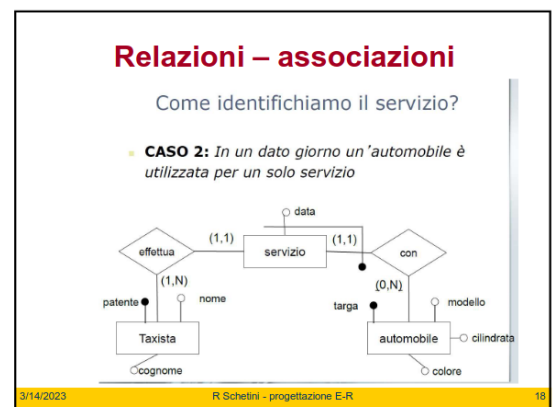 Relazioni – associazioni
Come identifichiamo il servizio?
CASO 2: In un dato giorno un'automobile è
utilizzata per un solo servizio
data
effettua
(1,1)
servizio
(1,1)
con
(1,N)
(0,N)
patente
nome
targa
modello
Taxista
automobile
cilindrata
cognome
colore
3/14/2023
R Schetini - progettazione E-R
18